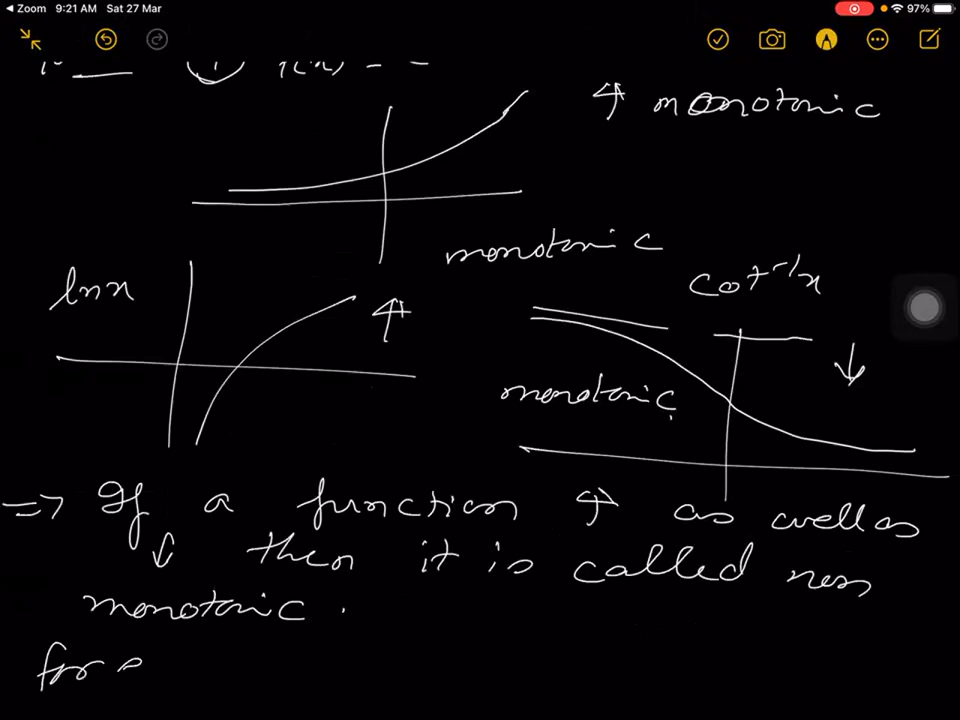 Zoom 9:21 AM Sat 27 Mar 97%
↑ monotonic
monotonic
ln x ↑
cot⁻¹x
monotonic ↓
=> If a function ↑ as well as
↓ then it is called non
monotonic.
for